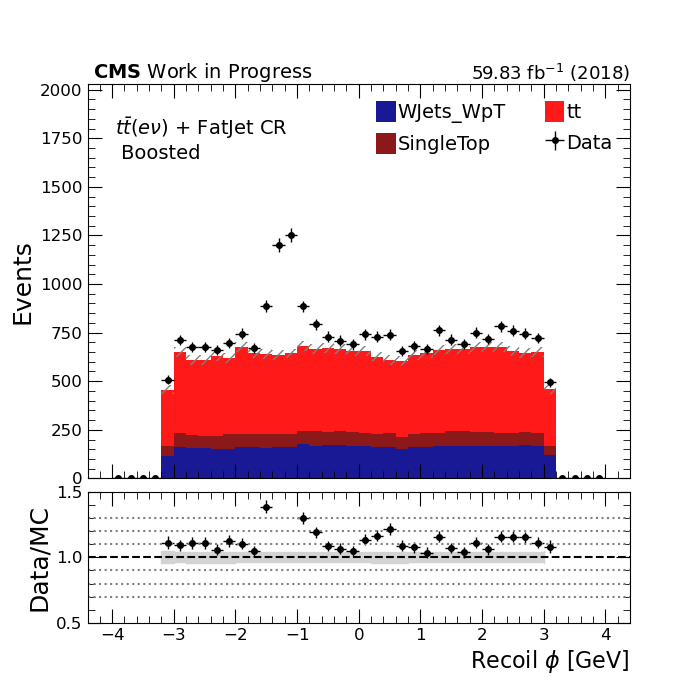 CMS Work in Progress 59.83 fb⁻¹ (2018)
tt̄(eν) + FatJet CR
Boosted
WJets_WpT tt
SingleTop Data
Events
2000
1750
1500
1250
1000
750
500
250
0
Data/MC
1.5
1.0
0.5
−4 −3 −2 −1 0 1 2 3 4
Recoil ϕ [GeV]